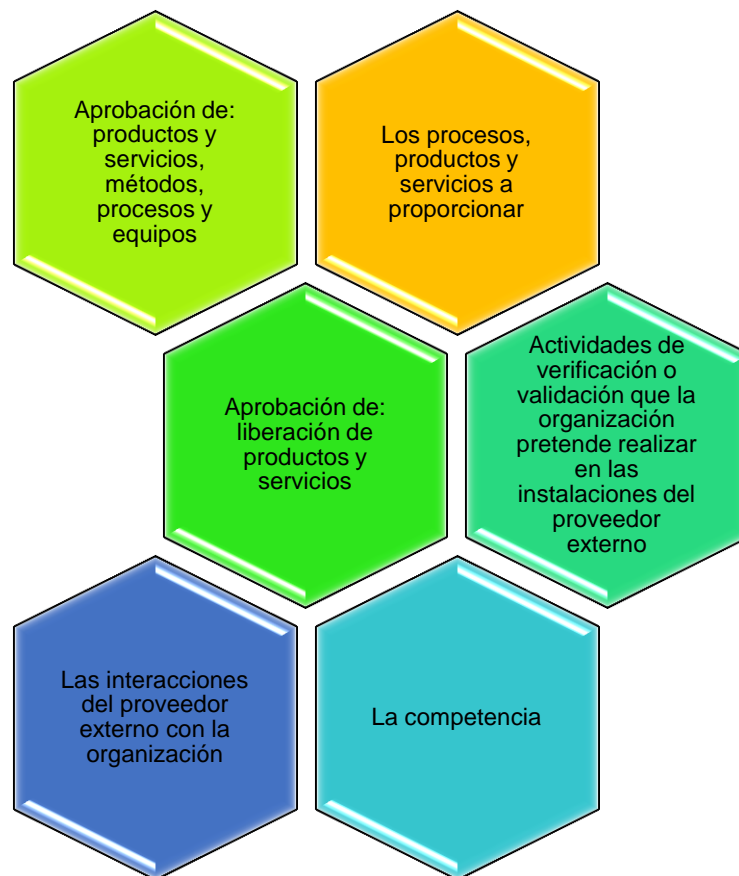 Aprobación de:
productos y
servicios,
métodos,
procesos y
equipos
Los procesos,
productos y
servicios a
proporcionar
Aprobación de:
liberación de
productos y
servicios
Actividades de
verificación o
validación que la
organización
pretende realizar
en las
instalaciones del
proveedor
externo
Las interacciones
del proveedor
externo con la
organización
La competencia